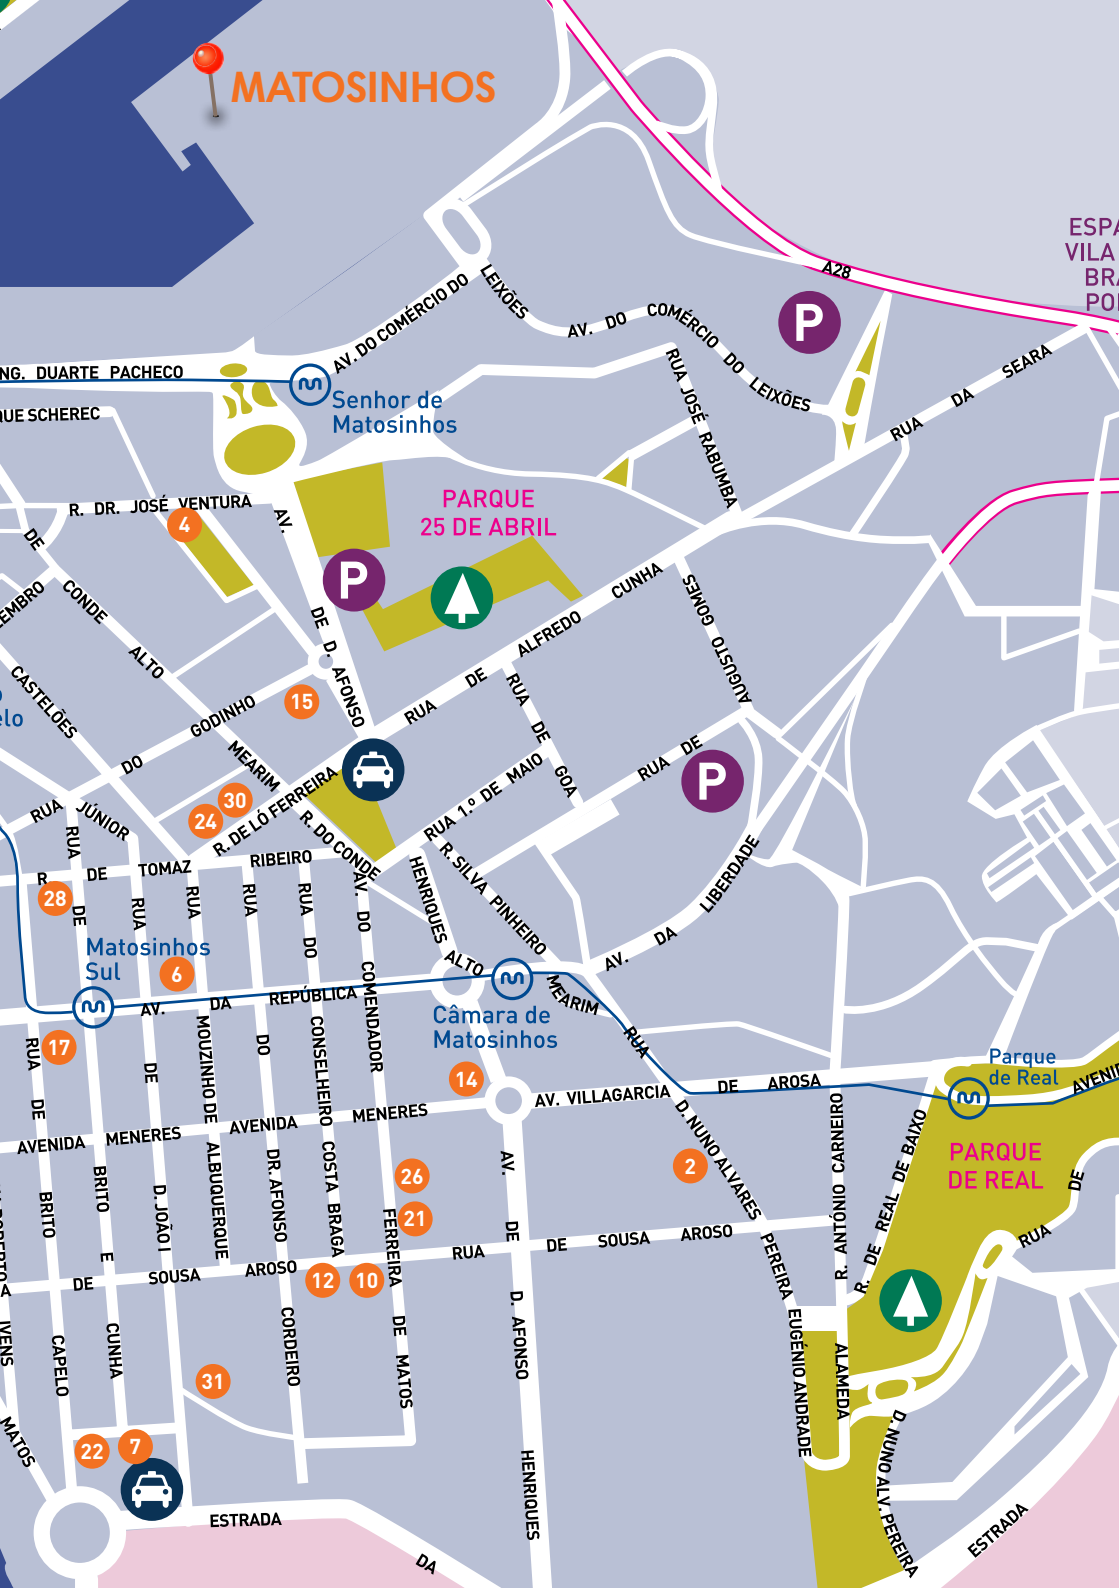 MATOSINHOS
A28
ESPA
VILA
BRA
POR
AV. DO COMÉRCIO DO LEIXÕES
AV. DO COMÉRCIO DO LEIXÕES
P
NG. DUARTE PACHECO
Senhor de
Matosinhos
QUE SCHEREC
RUA JOSÉ RABUMBA
RUA DA SEARA
R. DR. JOSÉ VENTURA
4
PARQUE
25 DE ABRIL
P
AV. DE D. AFONSO HENRIQUES
DE
EMBRO
CONDE ALTO MEARIM
CASTELÕES
elo
RUA DE ALFREDO CUNHA
AUGUSTO GOMES
15
RUA DO GODINHO
RUA DE GOA
RUA DE
P
30
24
R. DE LÓ FERREIRA
RUA 1.º DE MAIO
R. DO CONDE
ALTO MEARIM
JÚNIOR
R. DE TOMAZ RIBEIRO
R. SILVA PINHEIRO
AV. DA LIBERDADE
28
Matosinhos
Sul
6
AV. DA REPÚBLICA
Câmara de
Matosinhos
17
14
RUA DE BRITO CAPELO
RUA DE BRITO E CUNHA
RUA DE D. JOÃO I
RUA MOUZINHO DE ALBUQUERQUE
RUA DO DR. AFONSO CORDEIRO
RUA DO CONSELHEIRO COSTA BRAGA
AV. DO COMENDADOR FERREIRA DE MATOS
AVENIDA MENERES AVENIDA MENERES
AV. VILLAGARCIA DE AROSA
Parque
de Real
AVENID
PARQUE
DE REAL
RUA D. NUNO ALVARES PEREIRA
2
26
21
R. ANTÓNIO CARNEIRO
R. DE REAL DE BAIXO
RUA DE
DE SOUSA AROSO
RUA DE SOUSA AROSO
12
10
AV. DE D. AFONSO HENRIQUES
EUGÉNIO ANDRADE
ALAMEDA
D. NUNO ALV. PEREIRA
ROBERTO IVENS
31
MATOS
22
7
ESTRADA DA
ESTRADA